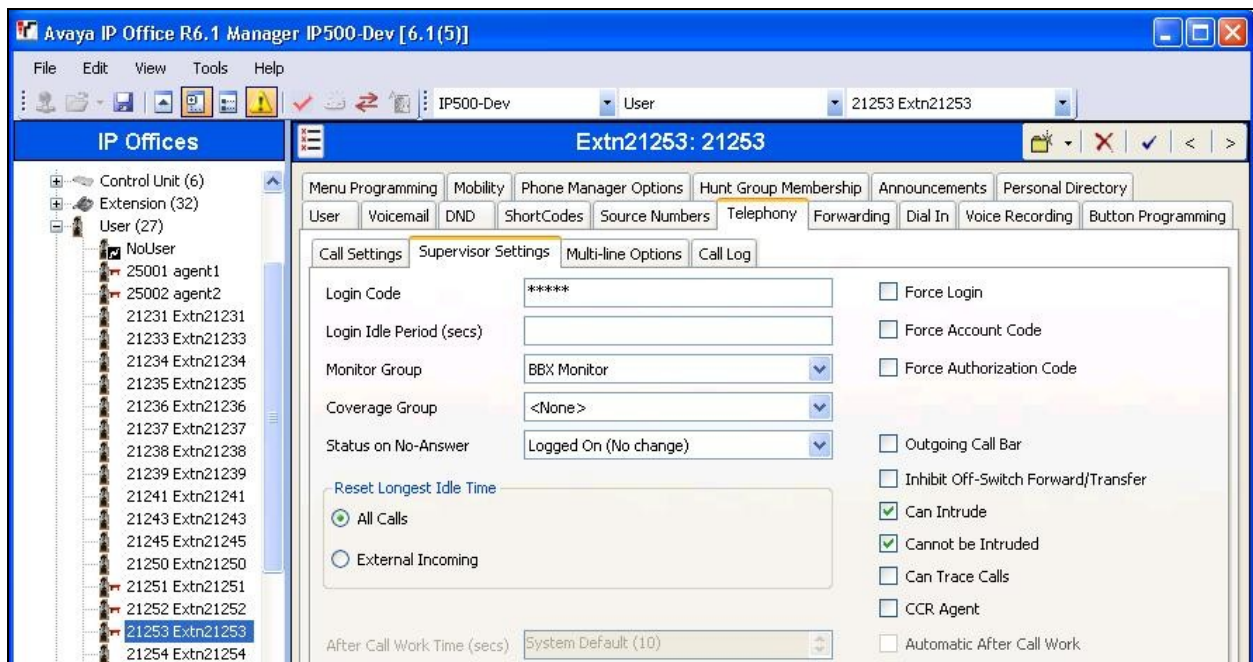 Avaya IP Office R6.1 Manager IP500-Dev [6.1(5)]
File Edit View Tools Help
IP500-Dev User 21253 Extn21253
IP Offices
Extn21253: 21253
Control Unit (6)
Extension (32)
User (27)
NoUser
25001 agent1
25002 agent2
21231 Extn21231
21233 Extn21233
21234 Extn21234
21235 Extn21235
21236 Extn21236
21237 Extn21237
21238 Extn21238
21239 Extn21239
21241 Extn21241
21243 Extn21243
21245 Extn21245
21250 Extn21250
21251 Extn21251
21252 Extn21252
21253 Extn21253
21254 Extn21254
Menu Programming Mobility Phone Manager Options Hunt Group Membership Announcements Personal Directory
User Voicemail DND ShortCodes Source Numbers Telephony Forwarding Dial In Voice Recording Button Programming
Call Settings Supervisor Settings Multi-line Options Call Log
Login Code ***** Force Login
Login Idle Period (secs) Force Account Code
Monitor Group BBX Monitor Force Authorization Code
Coverage Group <None>
Status on No-Answer Logged On (No change) Outgoing Call Bar
Inhibit Off-Switch Forward/Transfer
Reset Longest Idle Time
All Calls Can Intrude
Cannot be Intruded
External Incoming
Can Trace Calls
CCR Agent
After Call Work Time (secs) System Default (10) Automatic After Call Work